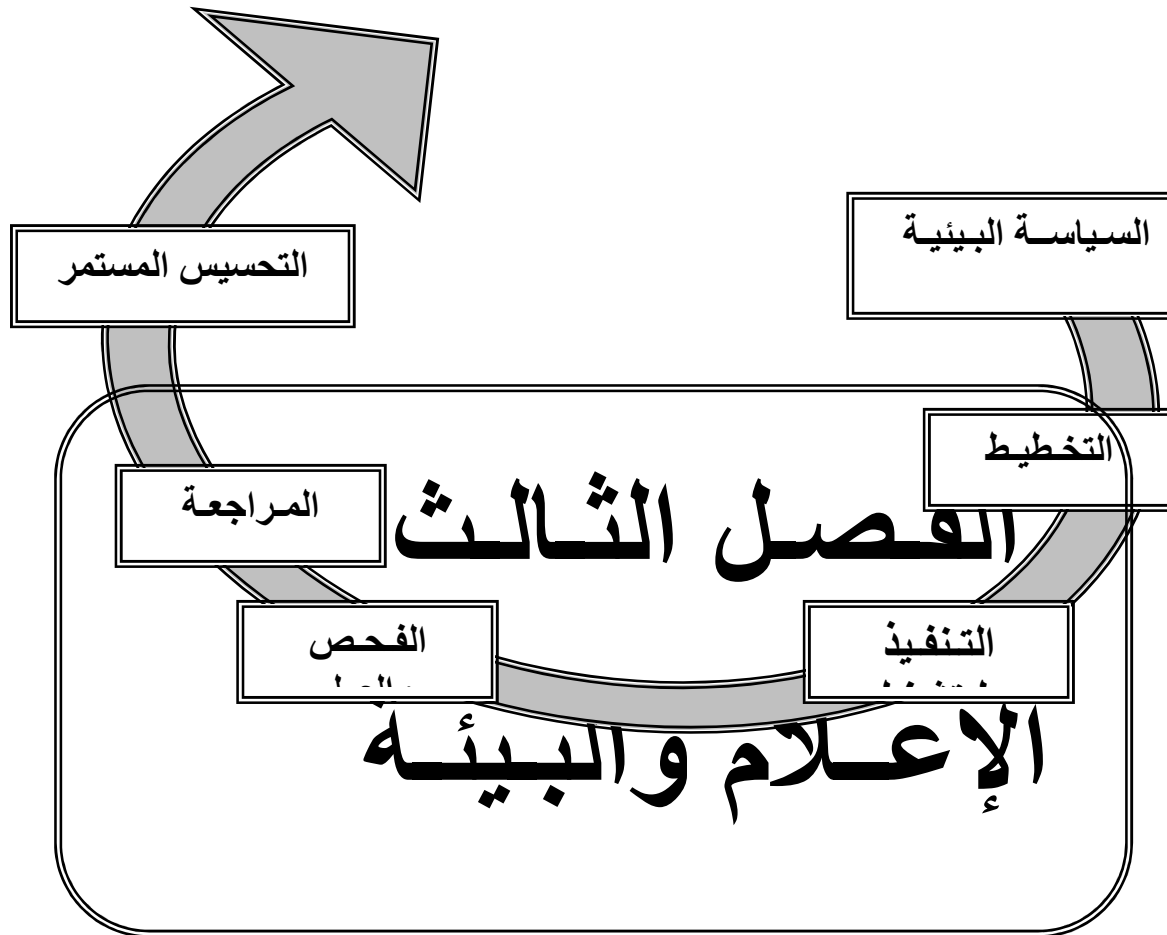 السياسة البيئية
التحسيس المستمر
التخطيط
المراجعة
الفصل الثالث
التنفيذ
الفحص
الإعلام والبيئة